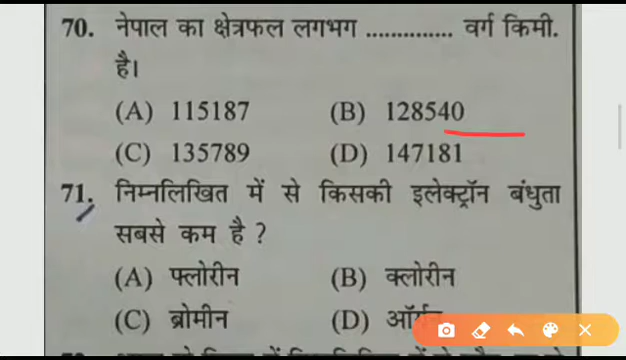 70. नेपाल का क्षेत्रफल लगभग ............... वर्ग किमी.
है।
(A) 115187 (B) 128540
(C) 135789 (D) 147181
71. निम्नलिखित में से किसकी इलेक्ट्रॉन बंधुता
सबसे कम है ?
(A) फ्लोरीन (B) क्लोरीन
(C) ब्रोमीन (D)